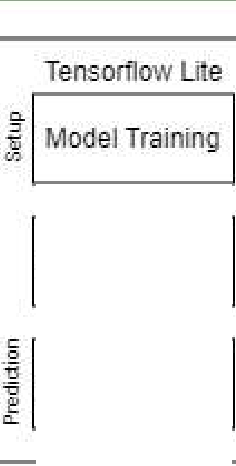 Tensorflow Lite
Setup
Model Training
Prediction